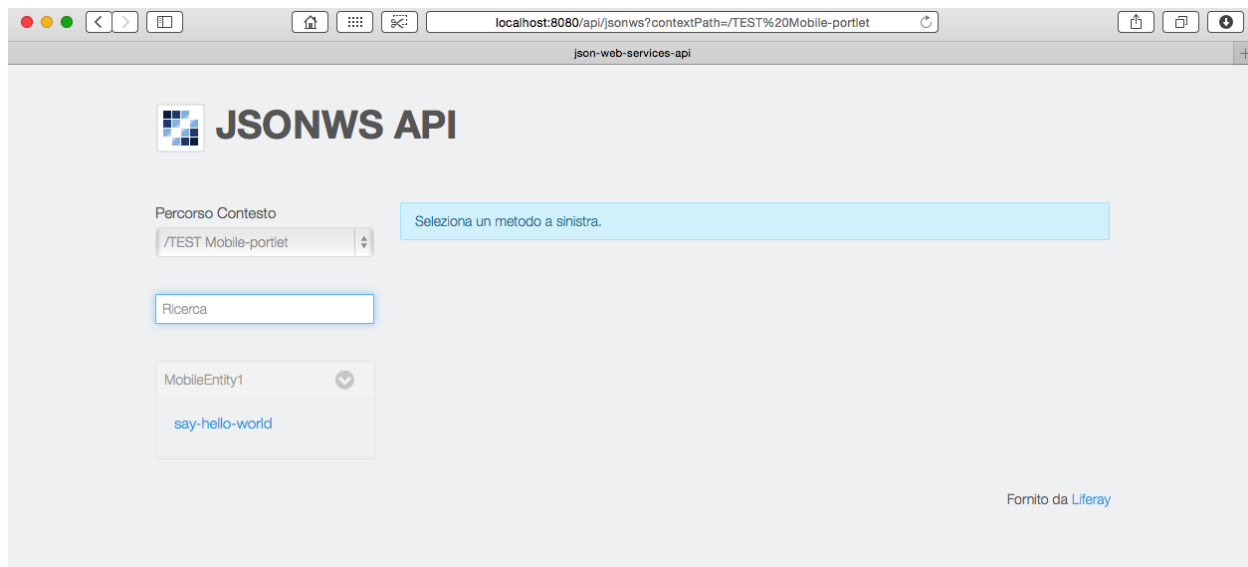 localhost:8080/api/jsonws?contextPath=/TEST%20Mobile-portlet
json-web-services-api
JSONWS API
Percorso Contesto
/TEST Mobile-portlet
Seleziona un metodo a sinistra.
Ricerca
MobileEntity1
say-hello-world
Fornito da Liferay